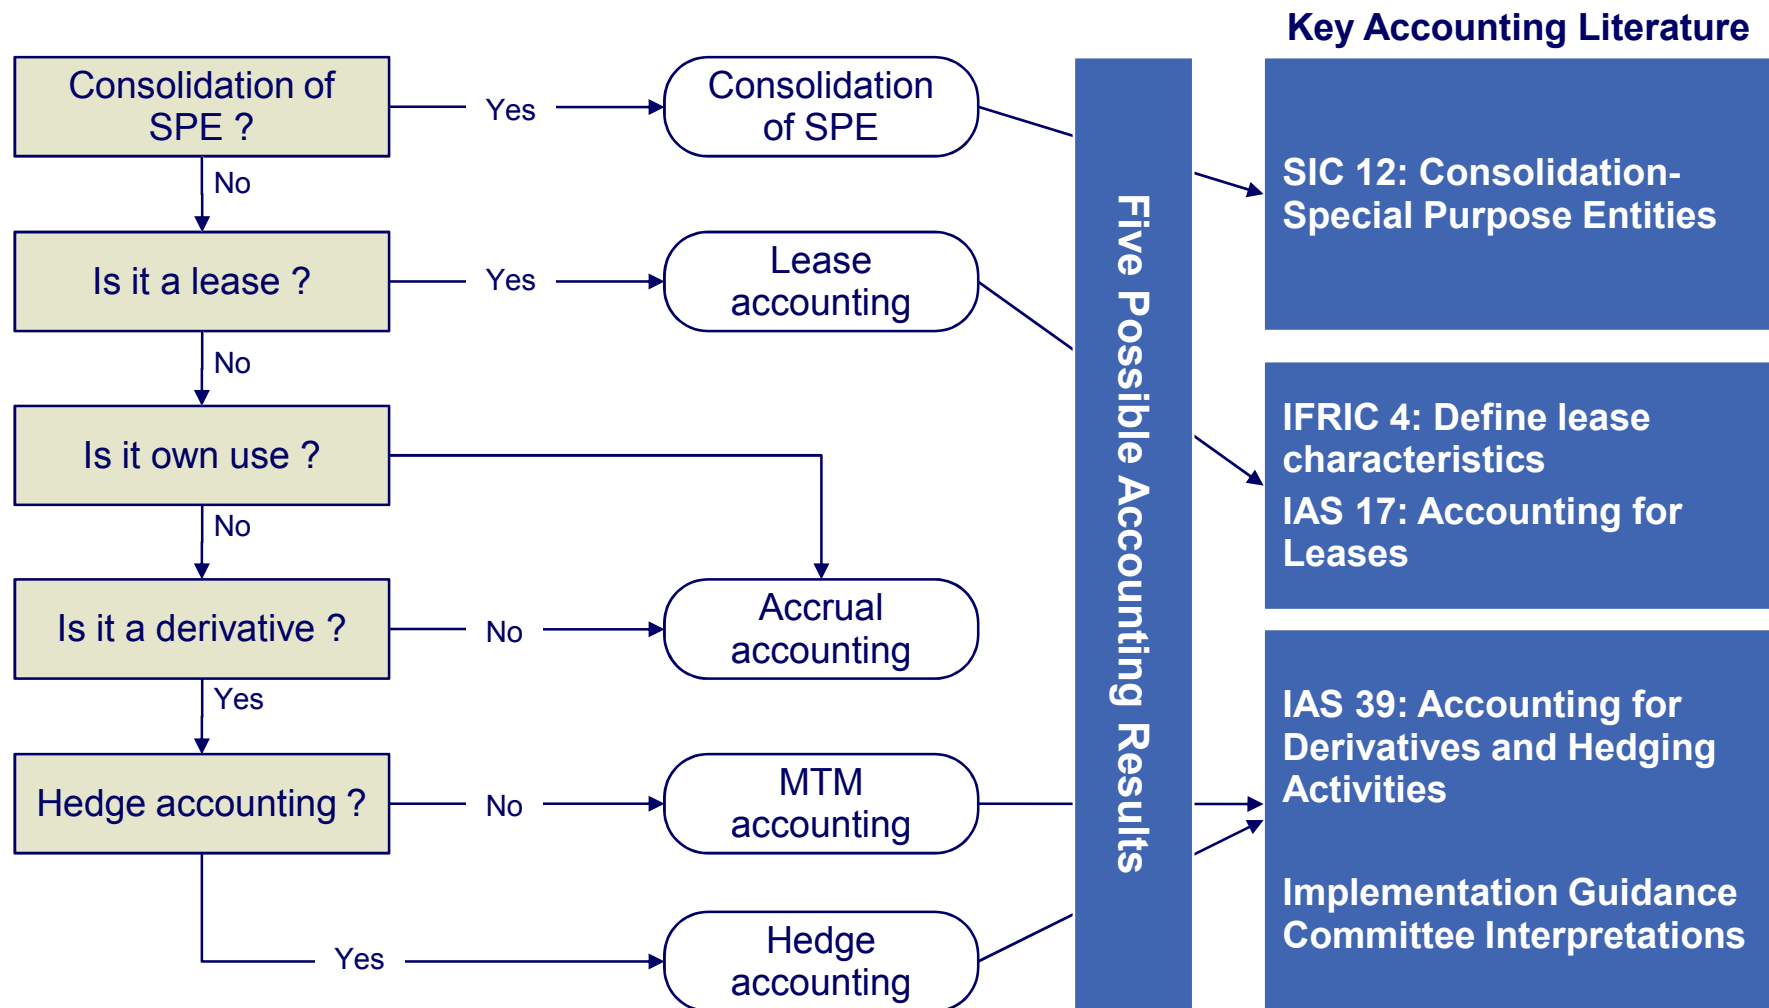 Key Accounting Literature
Consolidation of
SPE ?
Yes
Consolidation
of SPE
No
Is it a lease ?
Yes
Lease
accounting
No
Is it own use ?
No
Is it a derivative ?
No
Accrual
accounting
Yes
Hedge accounting ?
No
MTM
accounting
Yes
Hedge
accounting
Five Possible Accounting Results
SIC 12: Consolidation-
Special Purpose Entities
IFRIC 4: Define lease
characteristics
IAS 17: Accounting for
Leases
IAS 39: Accounting for
Derivatives and Hedging
Activities
Implementation Guidance
Committee Interpretations